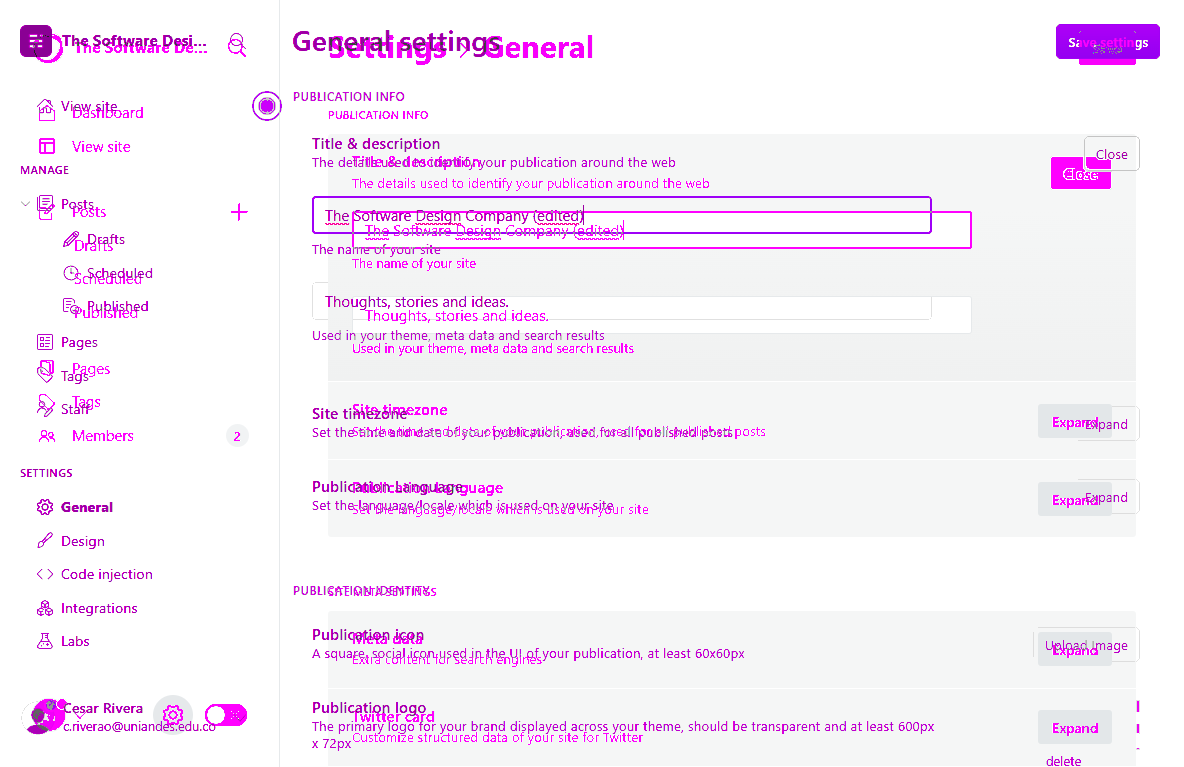 The Software Desi...
The Software De...
View site
Dashboard
View site
MANAGE
Posts
Posts
Drafts
Drafts
Scheduled
Scheduled
Published
Published
Pages
Pages
Tags
Tags
Staff
Members
2
SETTINGS
General
Design
Code injection
Integrations
Labs
Cesar Rivera
c.riverao@uniandes.edu.co
General settings
Settings > General
Save settings
PUBLICATION INFO
PUBLICATION INFO
Title & description
The details used to identify your publication around the web
Title & description
The details used to identify your publication around the web
Close
Close
The Software Design Company (edited)
The Software Design Company (edited)
The name of your site
The name of your site
Thoughts, stories and ideas.
Thoughts, stories and ideas.
Used in your theme, meta data and search results
Used in your theme, meta data and search results
Site timezone
Site timezone
Set the time and date of your publication, used for all published posts
Set the time and date of your publication, used for all published posts
Expand
Expand
Publication Language
Publication Language
Set the language/locale which is used on your site
Set the language/locale which is used on your site
Expand
Expand
PUBLICATION IDENTITY
SITE META SETTINGS
Publication icon
A square, social icon used in the UI of your publication, at least 60x60px
Meta data
Extra content for search engines
Upload Image
Expand
Publication logo
The primary logo for your brand displayed across your theme, should be transparent and at least 600px
x 72px
Twitter card
Customize structured data of your site for Twitter
Expand
delete